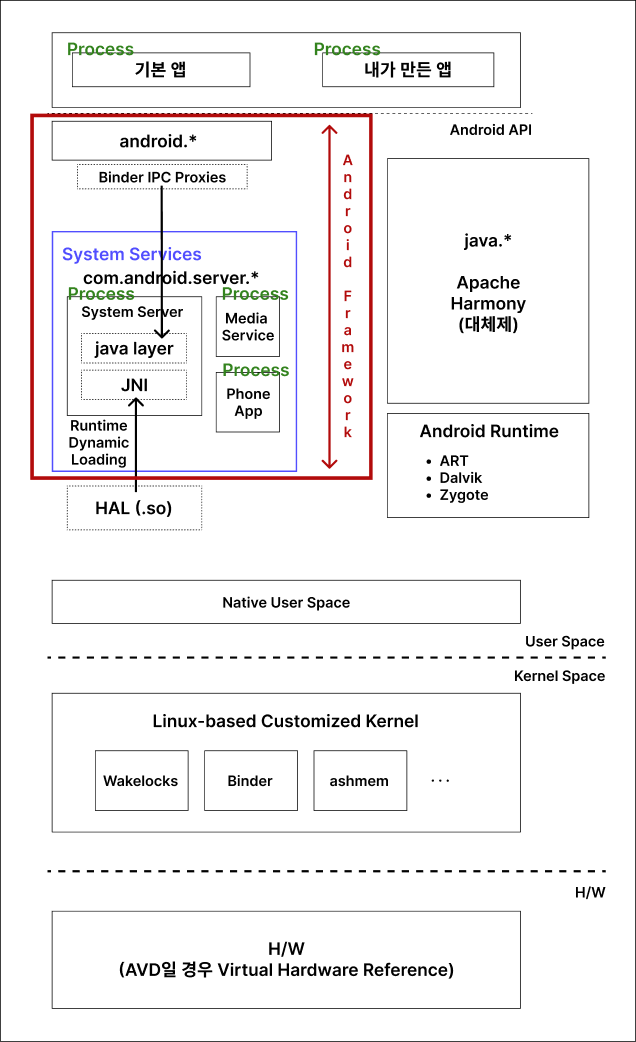 Process
기본 앱
Process
내가 만든 앱
Android API
android.*
Binder IPC Proxies
Android Framework
System Services
com.android.server.*
Process
System Server
java layer
JNI
Process
Media
Service
Process
Phone
App
Runtime
Dynamic
Loading
HAL (.so)
java.*
Apache
Harmony
(대체제)
Android Runtime
• ART
• Dalvik
• Zygote
Native User Space
User Space
Kernel Space
Linux-based Customized Kernel
Wakelocks
Binder
ashmem
...
H/W
H/W
(AVD일 경우 Virtual Hardware Reference)